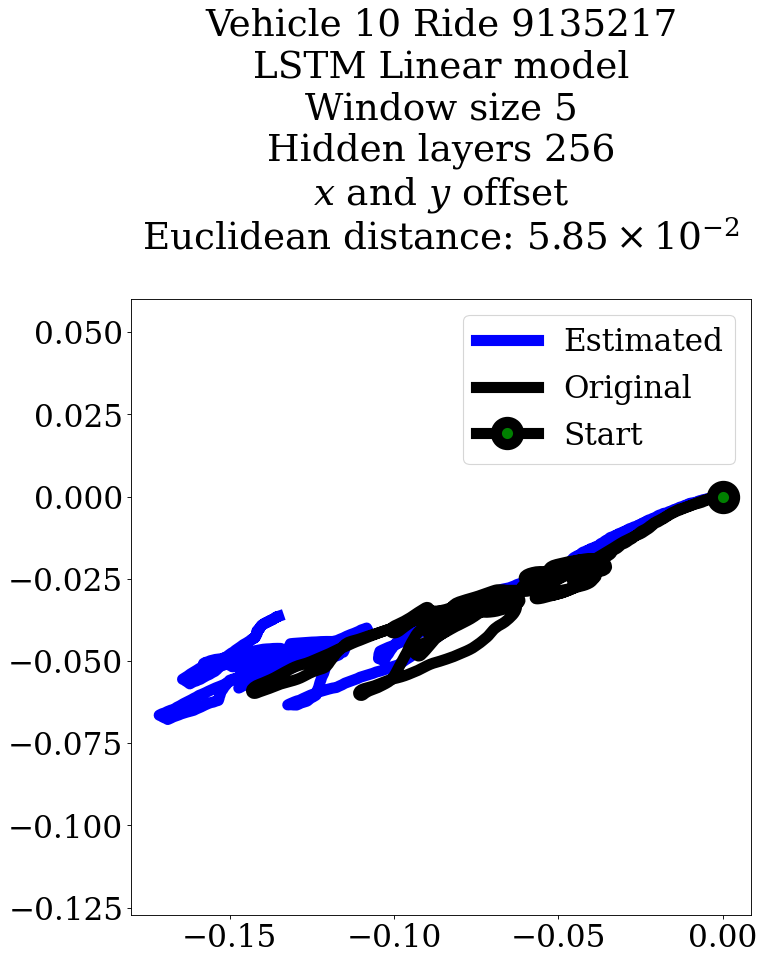 Vehicle 10 Ride 9135217
LSTM Linear model
Window size 5
Hidden layers 256
x and y offset
Euclidean distance: 5.85 × 10⁻²
Estimated
Original
Start
0.050
0.025
0.000
−0.025
−0.050
−0.075
−0.100
−0.125
−0.15
−0.10
−0.05
0.00